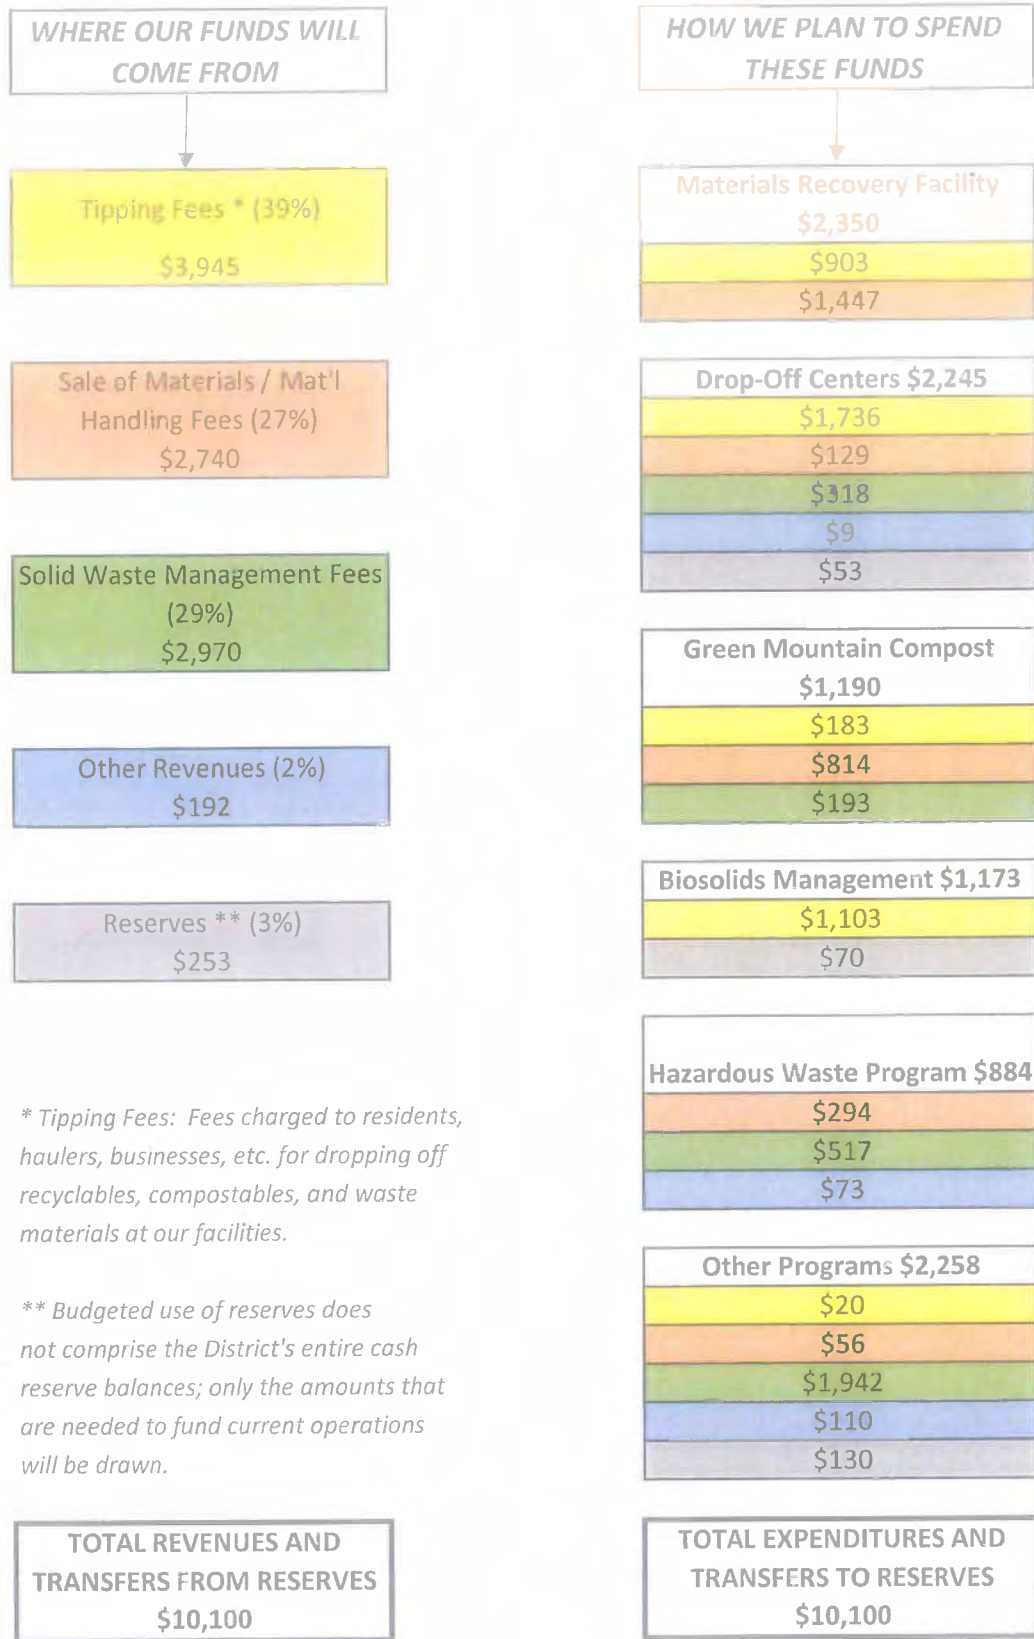 WHERE OUR FUNDS WILL
COME FROM
Tipping Fees * (39%)
$3,945
Sale of Materials / Mat'l
Handling Fees (27%)
$2,740
Solid Waste Management Fees
(29%)
$2,970
Other Revenues (2%)
$192
Reserves ** (3%)
$253
* Tipping Fees: Fees charged to residents,
haulers, businesses, etc. for dropping off
recyclables, compostables, and waste
materials at our facilities.
** Budgeted use of reserves does
not comprise the District's entire cash
reserve balances; only the amounts that
are needed to fund current operations
will be drawn.
TOTAL REVENUES AND
TRANSFERS FROM RESERVES
$10,100
HOW WE PLAN TO SPEND
THESE FUNDS
Materials Recovery Facility
$2,350
$903
$1,447
Drop-Off Centers $2,245
$1,736
$129
$318
$9
$53
Green Mountain Compost
$1,190
$183
$814
$193
Biosolids Management $1,173
$1,103
$70
Hazardous Waste Program $884
$294
$517
$73
Other Programs $2,258
$20
$56
$1,942
$110
$130
TOTAL EXPENDITURES AND
TRANSFERS TO RESERVES
$10,100